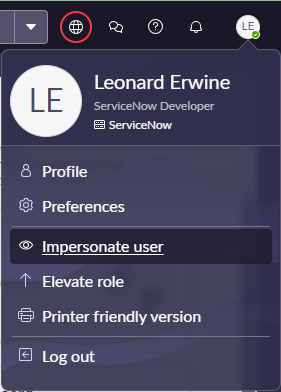 LE
LE
Leonard Erwine
ServiceNow Developer
ServiceNow
Profile
Preferences
Impersonate user
Elevate role
Printer friendly version
Log out